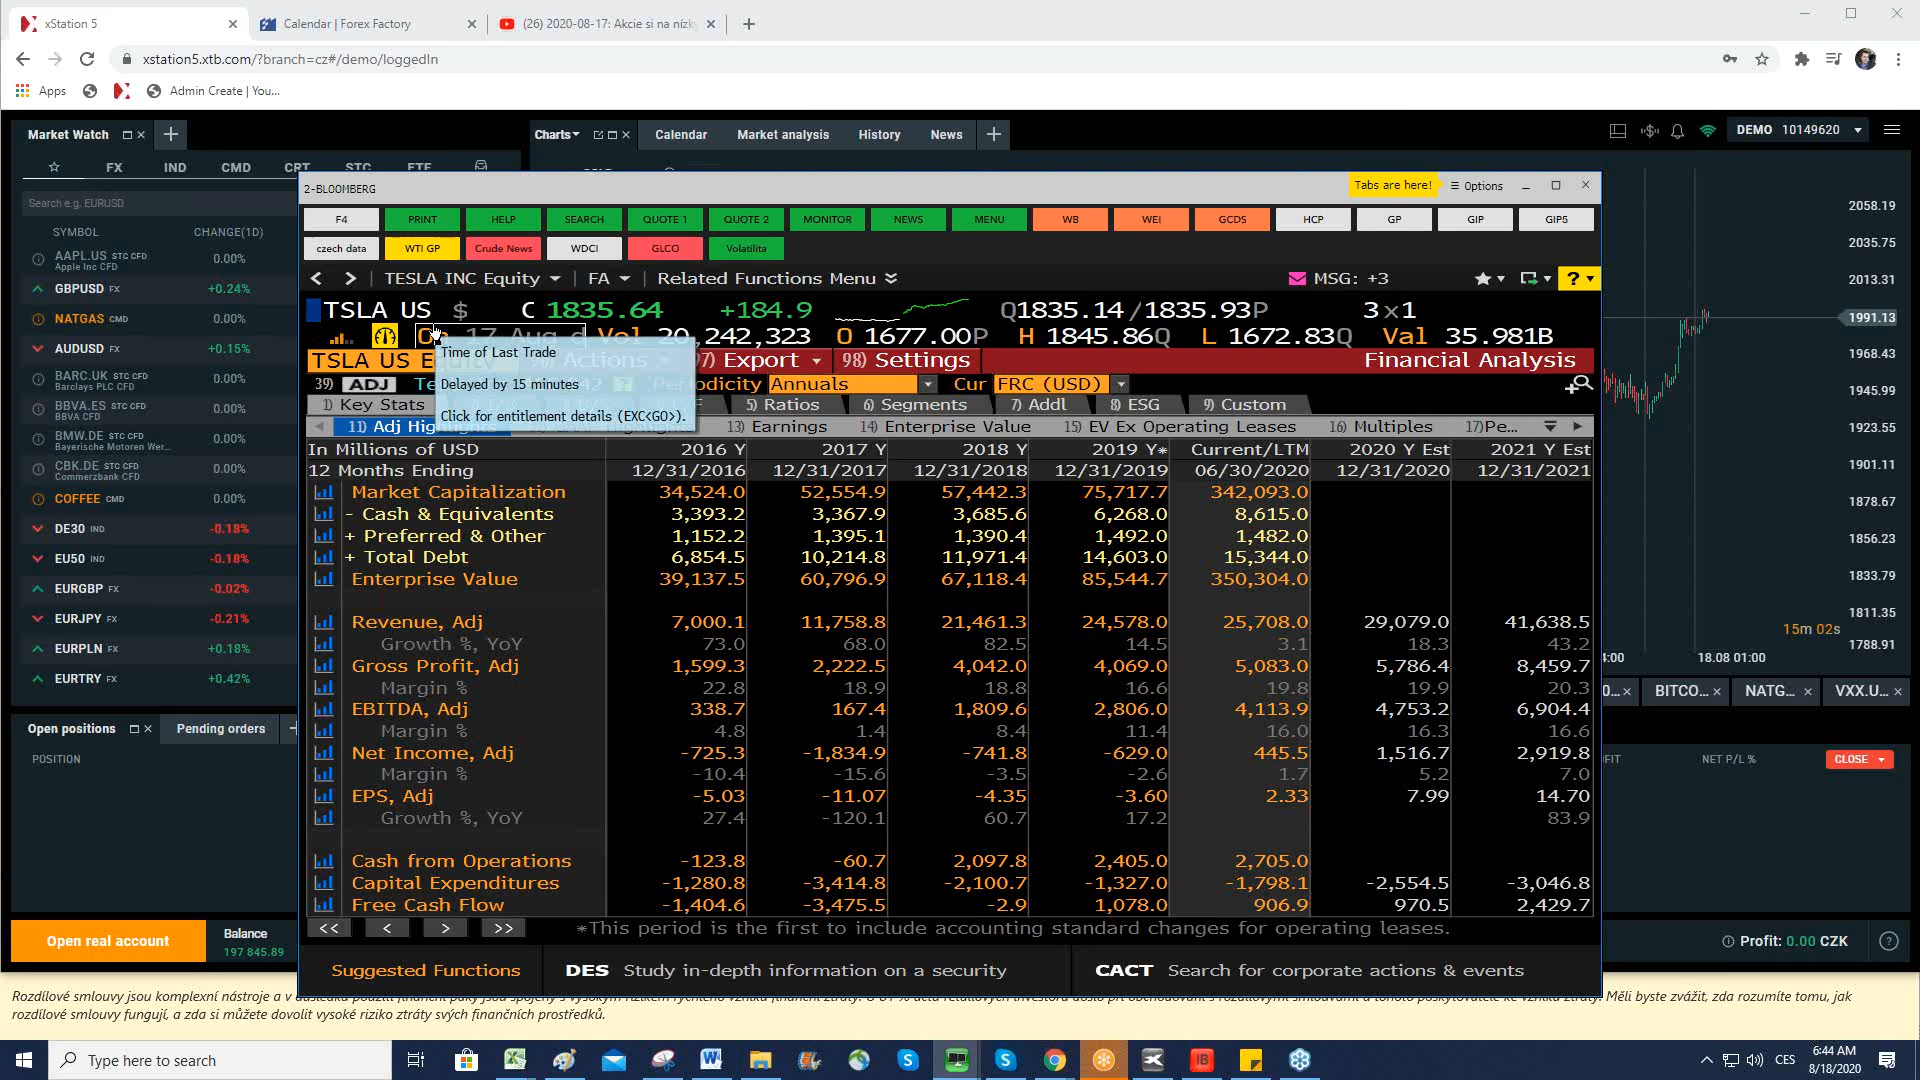 xStation 5
Calendar | Forex Factory
(26) 2020-08-17: Akcie si na nízk
xstation5.xtb.com/?branch=cz#/demo/loggedIn
Apps
Admin Create | You...
Market Watch
Charts
Calendar
Market analysis
History
News
DEMO 10149620
FX IND CMD CRT STC ETF
Search e.g. EURUSD
SYMBOL CHANGE(1D)
AAPL.US STC CFD 0.00%
Apple Inc CFD
GBPUSD FX +0.24%
NATGAS CMD 0.00%
AUDUSD FX +0.15%
BARC.UK STC CFD 0.00%
Barclays PLC CFD
BBVA.ES STC CFD 0.00%
BBVA CFD
BMW.DE STC CFD 0.00%
Bayerische Motoren Wer...
CBK.DE STC CFD 0.00%
Commerzbank CFD
COFFEE CMD 0.00%
DE30 IND -0.18%
EU50 IND -0.18%
EURGBP FX -0.02%
EURJPY FX -0.21%
EURPLN FX +0.18%
EURTRY FX +0.42%
2-BLOOMBERG
Tabs are here!
Options
F4 PRINT HELP SEARCH QUOTE 1 QUOTE 2 MONITOR NEWS MENU WB WEI GCDS HCP GP GIP GIP5
czech data WTI GP Crude News WDCI GLCO Volatilita
< > TESLA INC Equity FA Related Functions Menu MSG: +3 ?
TSLA US $ C 1835.64 +184.9 Q1835.14/1835.93P 3x1
17 Aug d Vol 20,242,323 O 1677.00P H 1845.86Q L 1672.83Q Val 35.981B
TSLA US Equity Actions 97) Export 98) Settings Financial Analysis
39) ADJ Periodicity Annuals Cur FRC (USD)
1) Key Stats 5) Ratios 6) Segments 7) Addl 8) ESG 9) Custom
11) Adj Highlights 13) Earnings 14) Enterprise Value 15) EV Ex Operating Leases 16) Multiples 17)Pe...
Time of Last Trade
Delayed by 15 minutes
Click for entitlement details (EXC<GO>).
In Millions of USD 2016 Y 2017 Y 2018 Y 2019 Y* Current/LTM 2020 Y Est 2021 Y Est
12 Months Ending 12/31/2016 12/31/2017 12/31/2018 12/31/2019 06/30/2020 12/31/2020 12/31/2021
Market Capitalization 34,524.0 52,554.9 57,442.3 75,717.7 342,093.0
- Cash & Equivalents 3,393.2 3,367.9 3,685.6 6,268.0 8,615.0
+ Preferred & Other 1,152.2 1,395.1 1,390.4 1,492.0 1,482.0
+ Total Debt 6,854.5 10,214.8 11,971.4 14,603.0 15,344.0
Enterprise Value 39,137.5 60,796.9 67,118.4 85,544.7 350,304.0
Revenue, Adj 7,000.1 11,758.8 21,461.3 24,578.0 25,708.0 29,079.0 41,638.5
Growth %, YoY 73.0 68.0 82.5 14.5 3.1 18.3 43.2
Gross Profit, Adj 1,599.3 2,222.5 4,042.0 4,069.0 5,083.0 5,786.4 8,459.7
Margin % 22.8 18.9 18.8 16.6 19.8 19.9 20.3
EBITDA, Adj 338.7 167.4 1,809.6 2,806.0 4,113.9 4,753.2 6,904.4
Margin % 4.8 1.4 8.4 11.4 16.0 16.3 16.6
Net Income, Adj -725.3 -1,834.9 -741.8 -629.0 445.5 1,516.7 2,919.8
Margin % -10.4 -15.6 -3.5 -2.6 1.7 5.2 7.0
EPS, Adj -5.03 -11.07 -4.35 -3.60 2.33 7.99 14.70
Growth %, YoY 27.4 -120.1 60.7 17.2 83.9
Cash from Operations -123.8 -60.7 2,097.8 2,405.0 2,705.0
Capital Expenditures -1,280.8 -3,414.8 -2,100.7 -1,327.0 -1,798.1 -2,554.5 -3,046.8
Free Cash Flow -1,404.6 -3,475.5 -2.9 1,078.0 906.9 970.5 2,429.7
<< < > >> *This period is the first to include accounting standard changes for operating leases.
Suggested Functions DES Study in-depth information on a security CACT Search for corporate actions & events
2058.19
2035.75
2013.31
1991.13
1968.43
1945.99
1923.55
1901.11
1878.67
1856.23
1833.79
1811.35
15m 02s
1788.91
4:00 18.08 01:00
0... BITCO... NATG... VXX.U...
Open positions
Pending orders
POSITION
FIT NET P/L % CLOSE
Open real account
Balance
197 845.89
Profit: 0.00 CZK
Měli byste zvážit, zda rozumíte tomu, jak
rozdílové smlouvy fungují, a zda si můžete dovolit vysoké riziko ztráty svých finančních prostředků.
Type here to search
CES
6:44 AM
8/18/2020